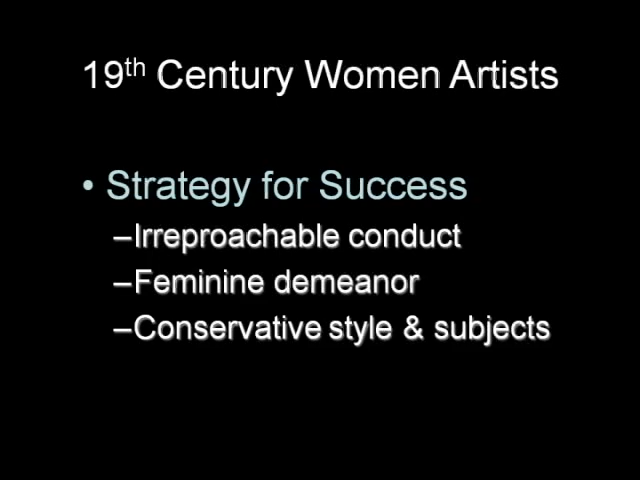 19th Century Women Artists
• Strategy for Success
–Irreproachable conduct
–Feminine demeanor
–Conservative style & subjects